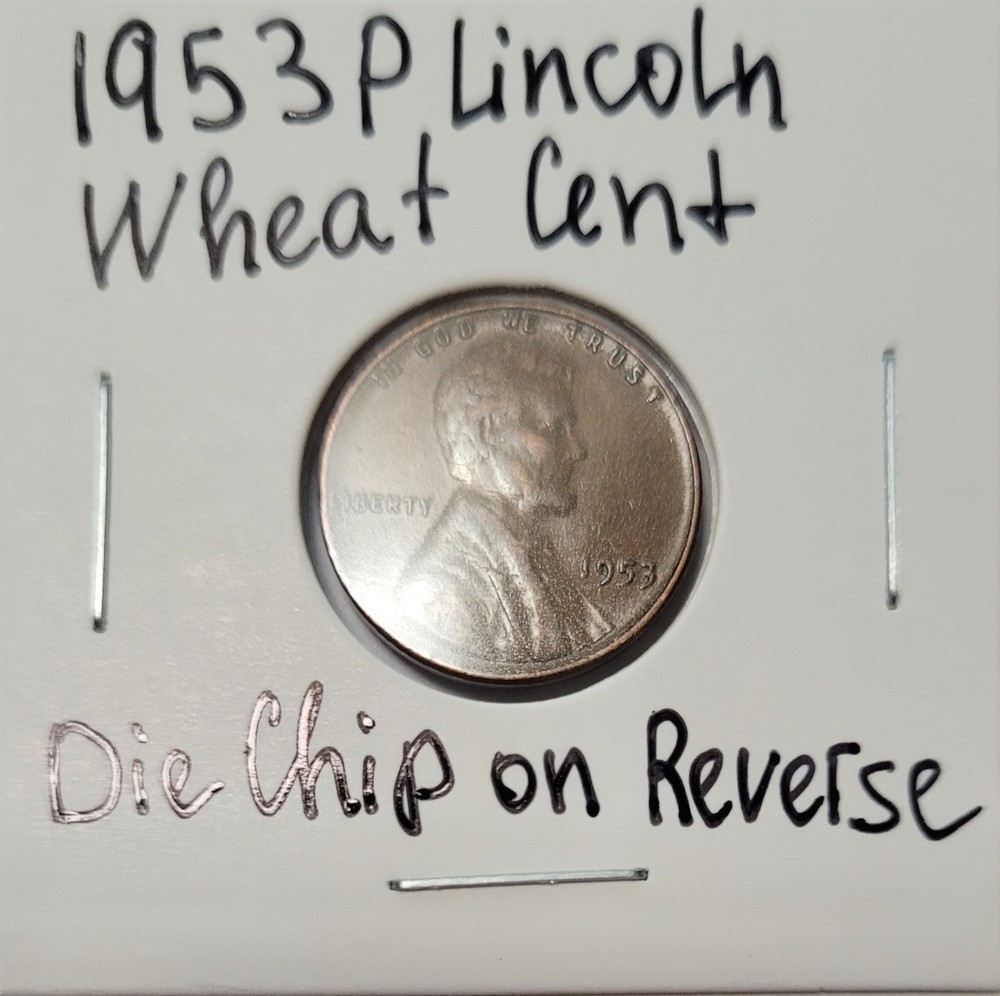 1953P Lincoln
Wheat Cent
IN GOD WE TRUST
LIBERTY
1953
Die Chip on Reverse